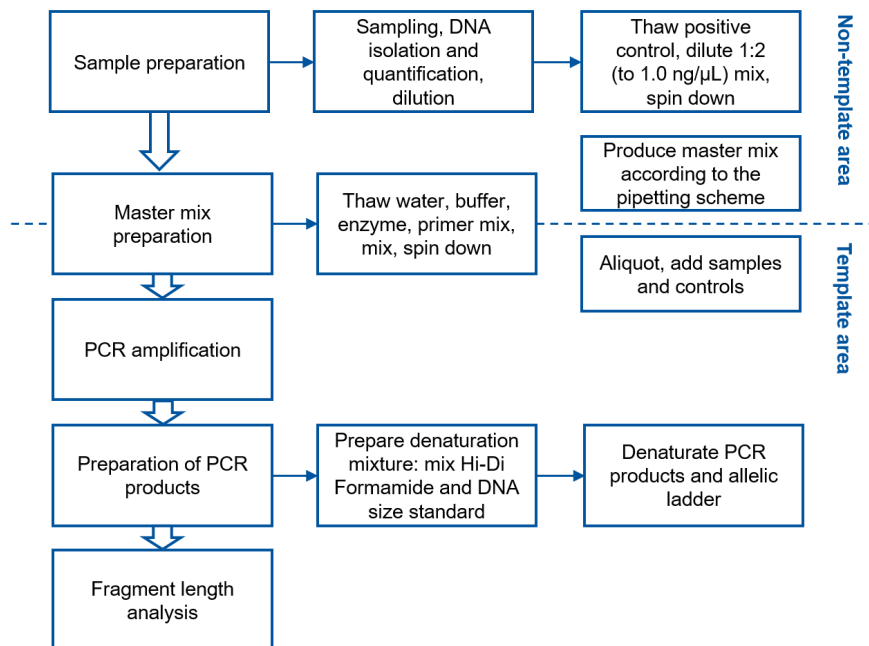 Sample preparation
Sampling, DNA
isolation and
quantification,
dilution
Thaw positive
control, dilute 1:2
(to 1.0 ng/µL) mix,
spin down
Non-template area
Master mix
preparation
Thaw water, buffer,
enzyme, primer mix,
mix, spin down
Produce master mix
according to the
pipetting scheme
Aliquot, add samples
and controls
Template area
PCR amplification
Preparation of PCR
products
Prepare denaturation
mixture: mix Hi-Di
Formamide and DNA
size standard
Denaturate PCR
products and allelic
ladder
Fragment length
analysis